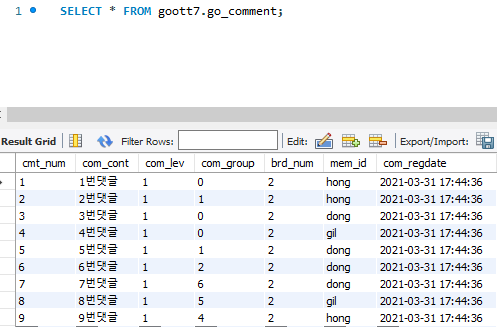 1 SELECT * FROM goott7.go_comment;
Result Grid Filter Rows: Edit: Export/Import:
cmt_num com_cont com_lev com_group brd_num mem_id com_regdate
1 1번댓글 1 0 2 hong 2021-03-31 17:44:36
2 2번댓글 1 1 2 hong 2021-03-31 17:44:36
3 3번댓글 1 0 2 dong 2021-03-31 17:44:36
4 4번댓글 1 0 2 gil 2021-03-31 17:44:36
5 5번댓글 1 1 2 dong 2021-03-31 17:44:36
6 6번댓글 1 2 2 dong 2021-03-31 17:44:36
7 7번댓글 1 6 2 dong 2021-03-31 17:44:36
8 8번댓글 1 5 2 gil 2021-03-31 17:44:36
9 9번댓글 1 4 2 hong 2021-03-31 17:44:36